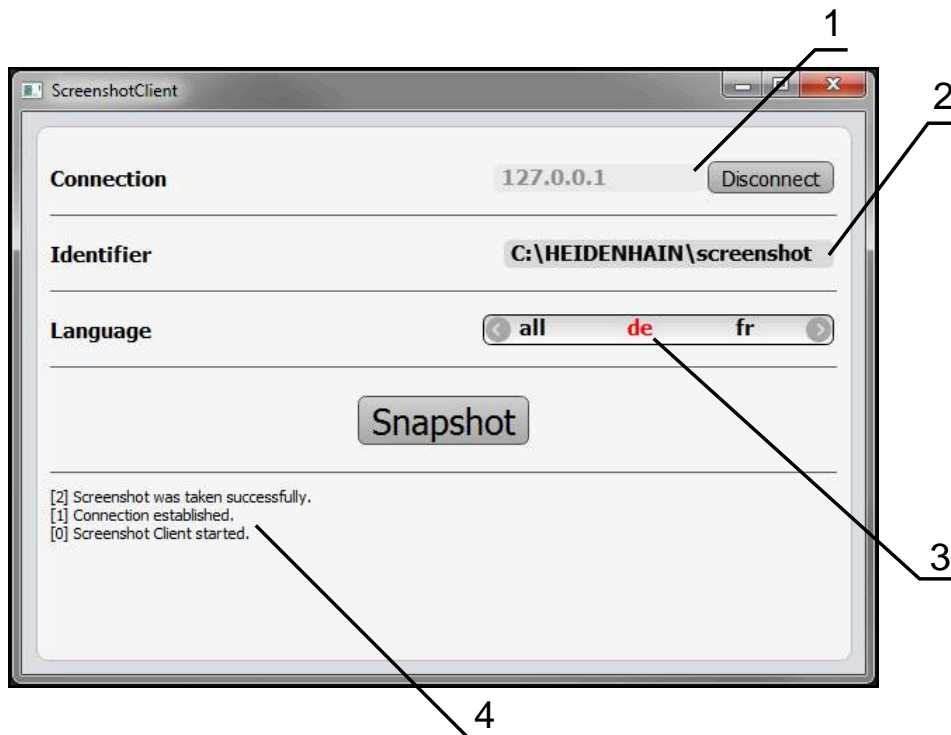 1
ScreenshotClient
2
Connection 127.0.0.1 Disconnect
Identifier C:\HEIDENHAIN\screenshot
Language all de fr
Snapshot
[2] Screenshot was taken successfully.
[1] Connection established.
[0] Screenshot Client started.
3
4